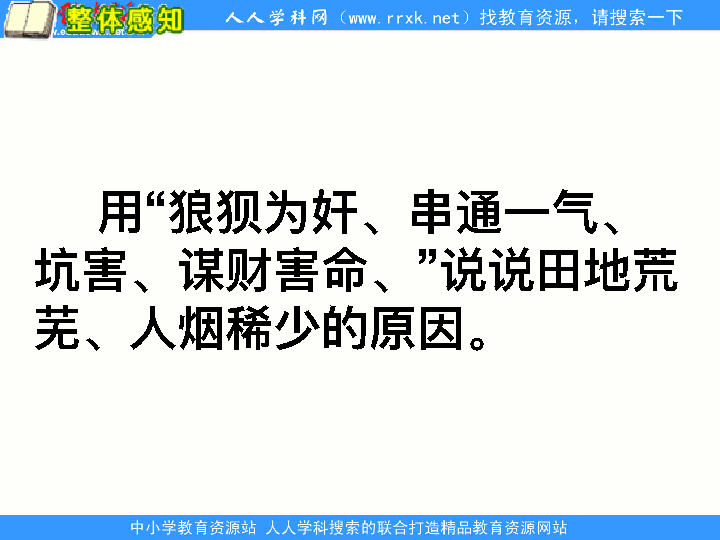 整体感知
人人学科网（www.rrxk.net）找教育资源，请搜索一下
用“狼狈为奸、串通一气、
坑害、谋财害命、”说说田地荒
芜、人烟稀少的原因。
中小学教育资源站 人人学科搜索的联合打造精品教育资源网站